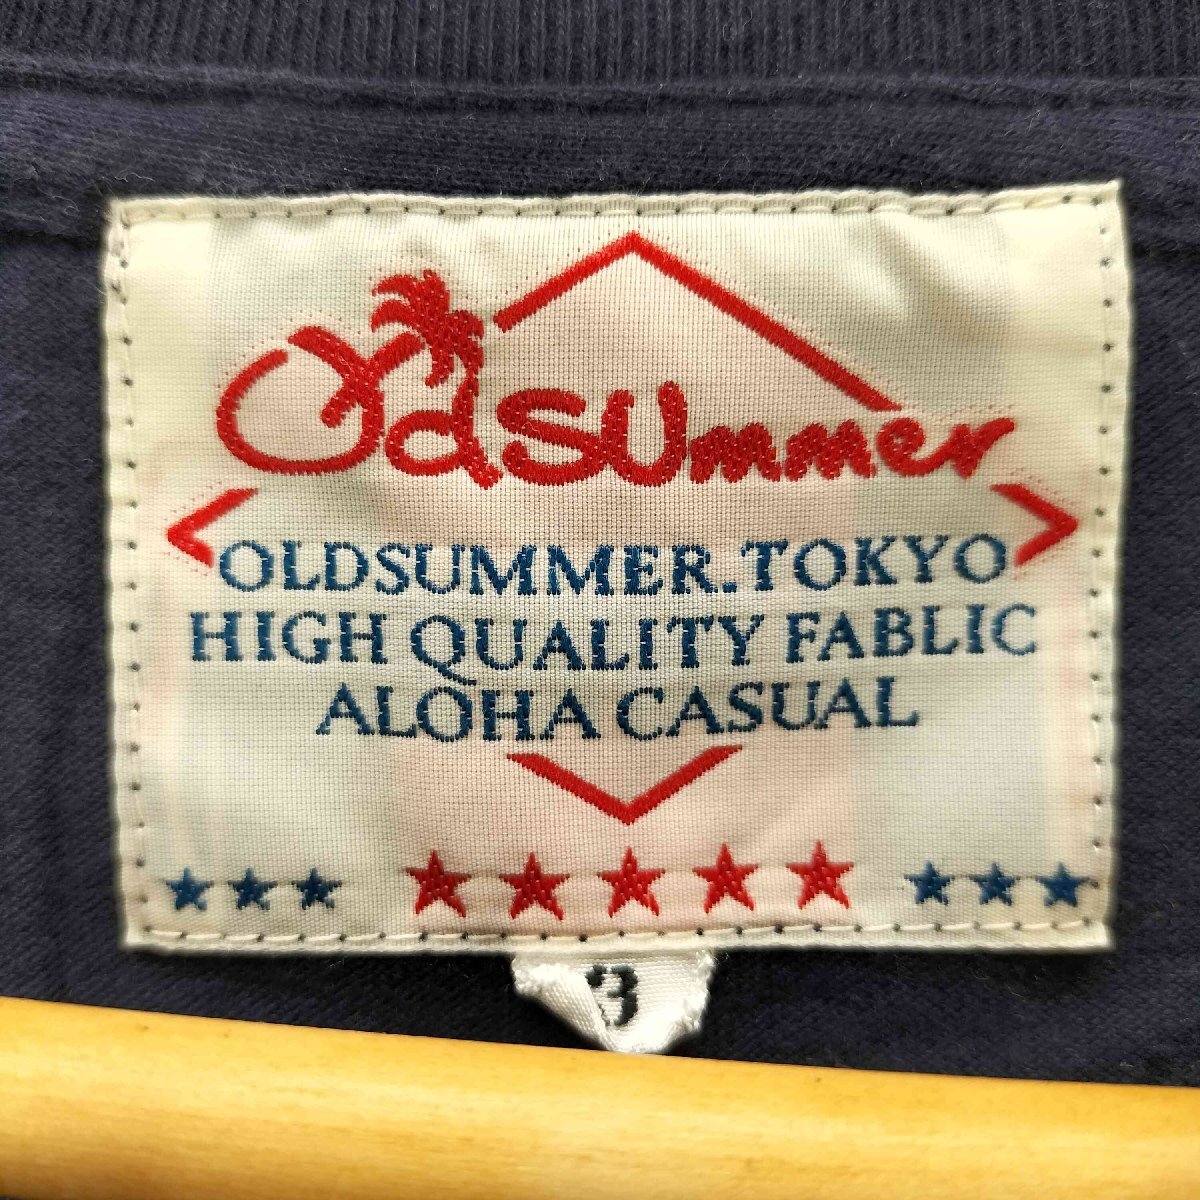 Oldsummer
OLDSUMMER.TOKYO
HIGH QUALITY FABLIC
ALOHA CASUAL
3